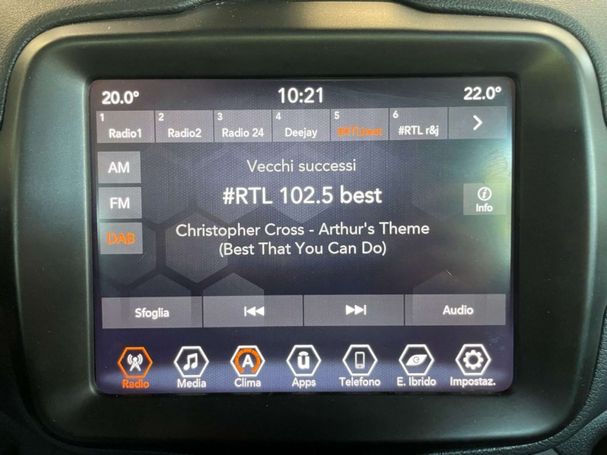 20.0° 10:21 22.0°
1 Radio1 2 Radio2 3 Radio 24 4 Deejay 5 #RTLbest 6 #RTL r&j
AM
Vecchi successi
FM
#RTL 102.5 best
Info
DAB
Christopher Cross - Arthur's Theme
(Best That You Can Do)
Sfoglia Audio
A ü
Radio Media Clima Apps Telefono E. Ibrido Impostaz.